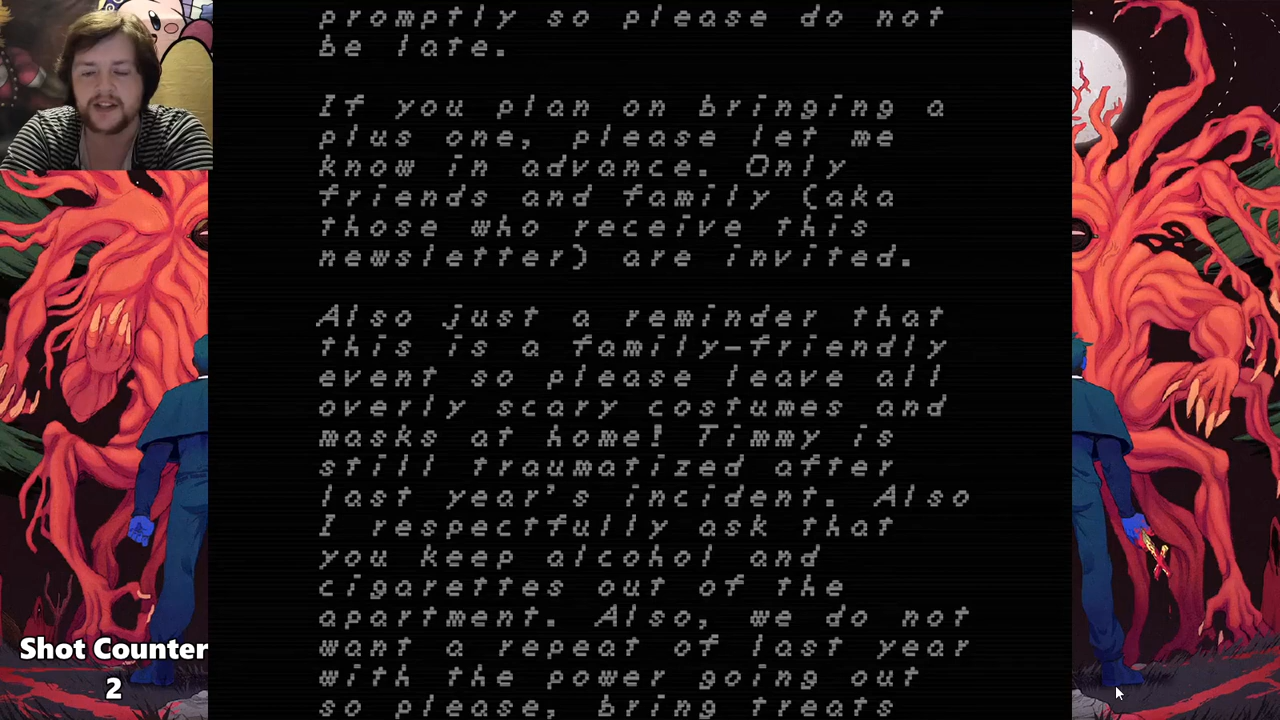 promptly so please do not
be late.
If you plan on bringing a
plus one, please let me
know in advance. Only
friends and family (aka
those who receive this
newsletter) are invited.
Also just a reminder that
this is a family-friendly
event so please leave all
overly scary costumes and
masks at home! Timmy is
still traumatized after
last year's incident. Also
I respectfully ask that
you keep alcohol and
cigarettes out of the
apartment. Also, we do not
want a repeat of last year
with the power going out
so please, bring treats
Shot Counter
2